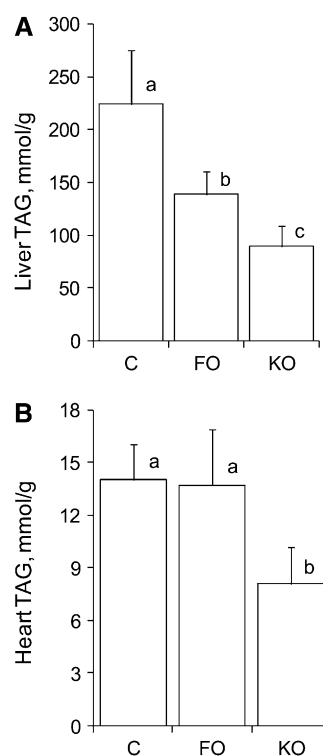 A
Liver TAG, mmol/g
300
250
200
150
100
50
0
a
b
c
C FO KO
B
Heart TAG, mmol/g
18
15
12
9
6
3
0
a
a
b
C FO KO